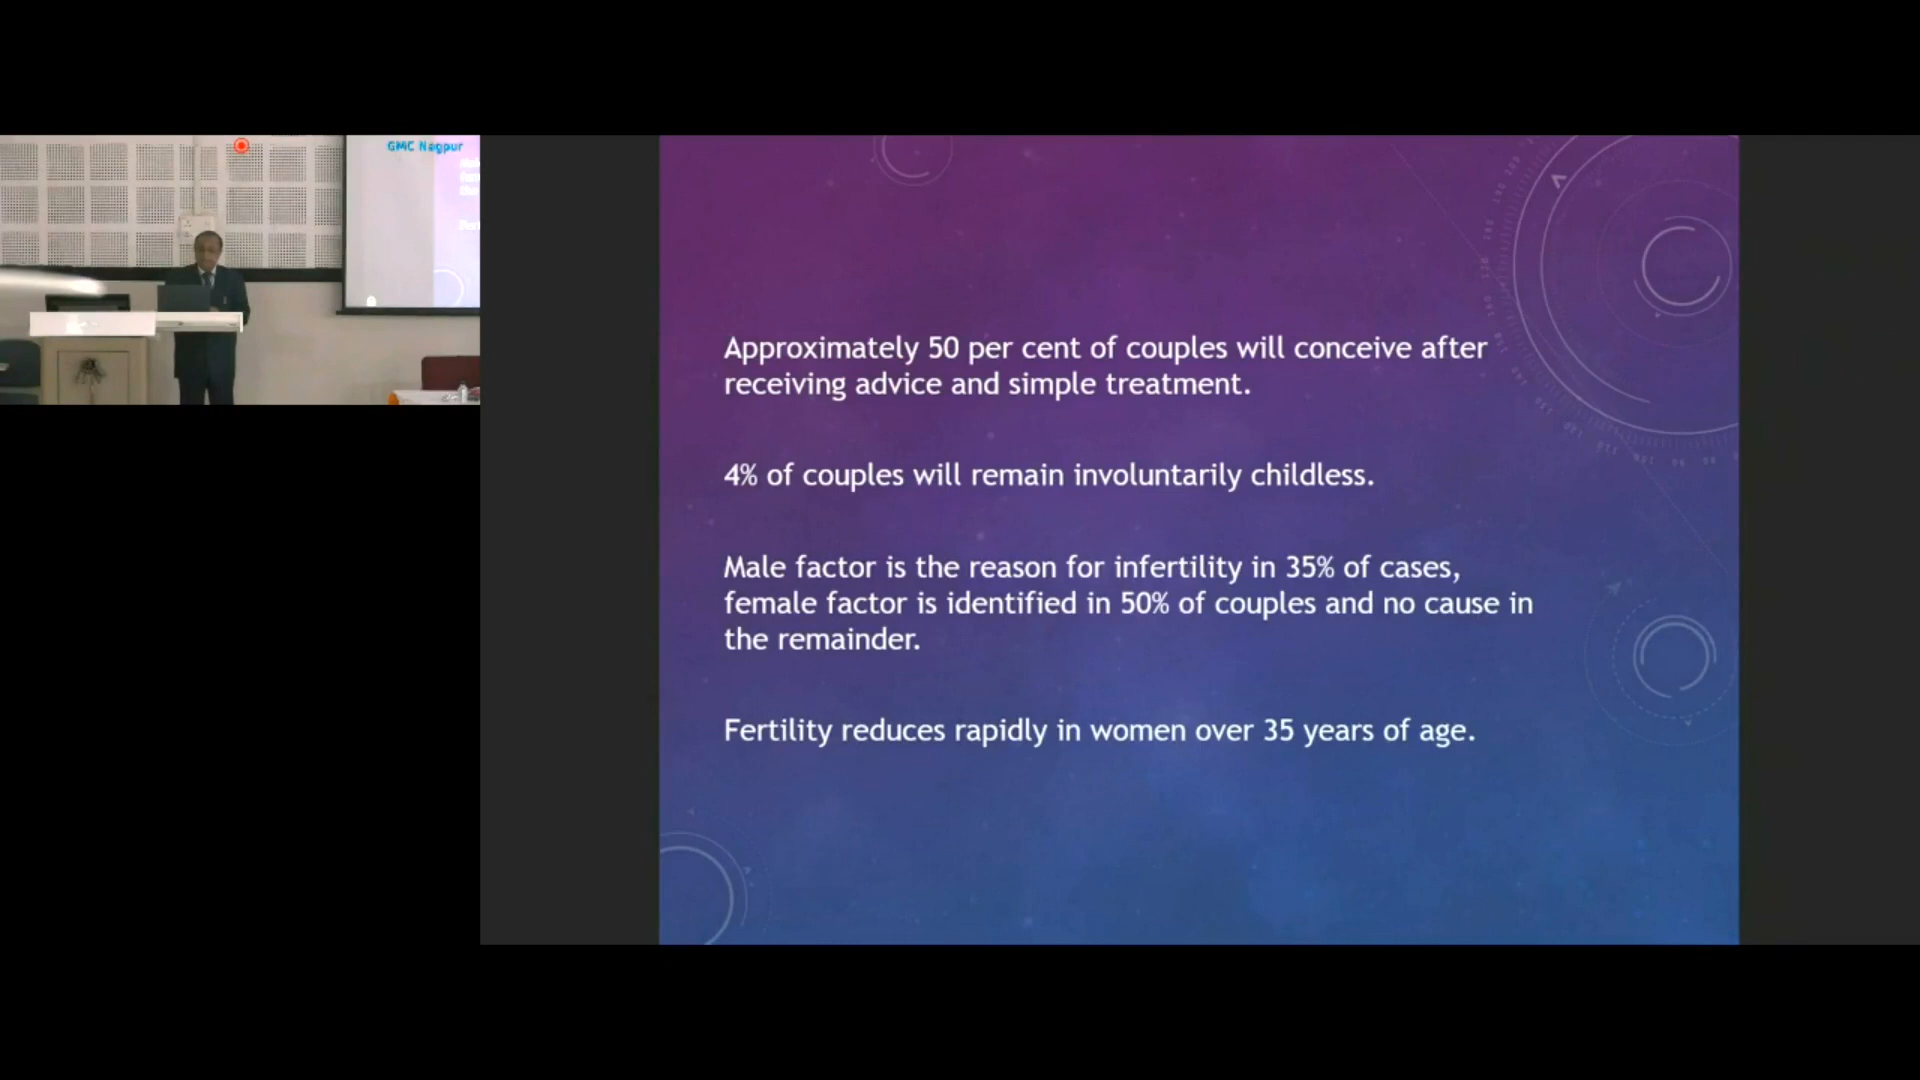 GMC Nagpur
Approximately 50 per cent of couples will conceive after
receiving advice and simple treatment.
4% of couples will remain involuntarily childless.
Male factor is the reason for infertility in 35% of cases,
female factor is identified in 50% of couples and no cause in
the remainder.
Fertility reduces rapidly in women over 35 years of age.